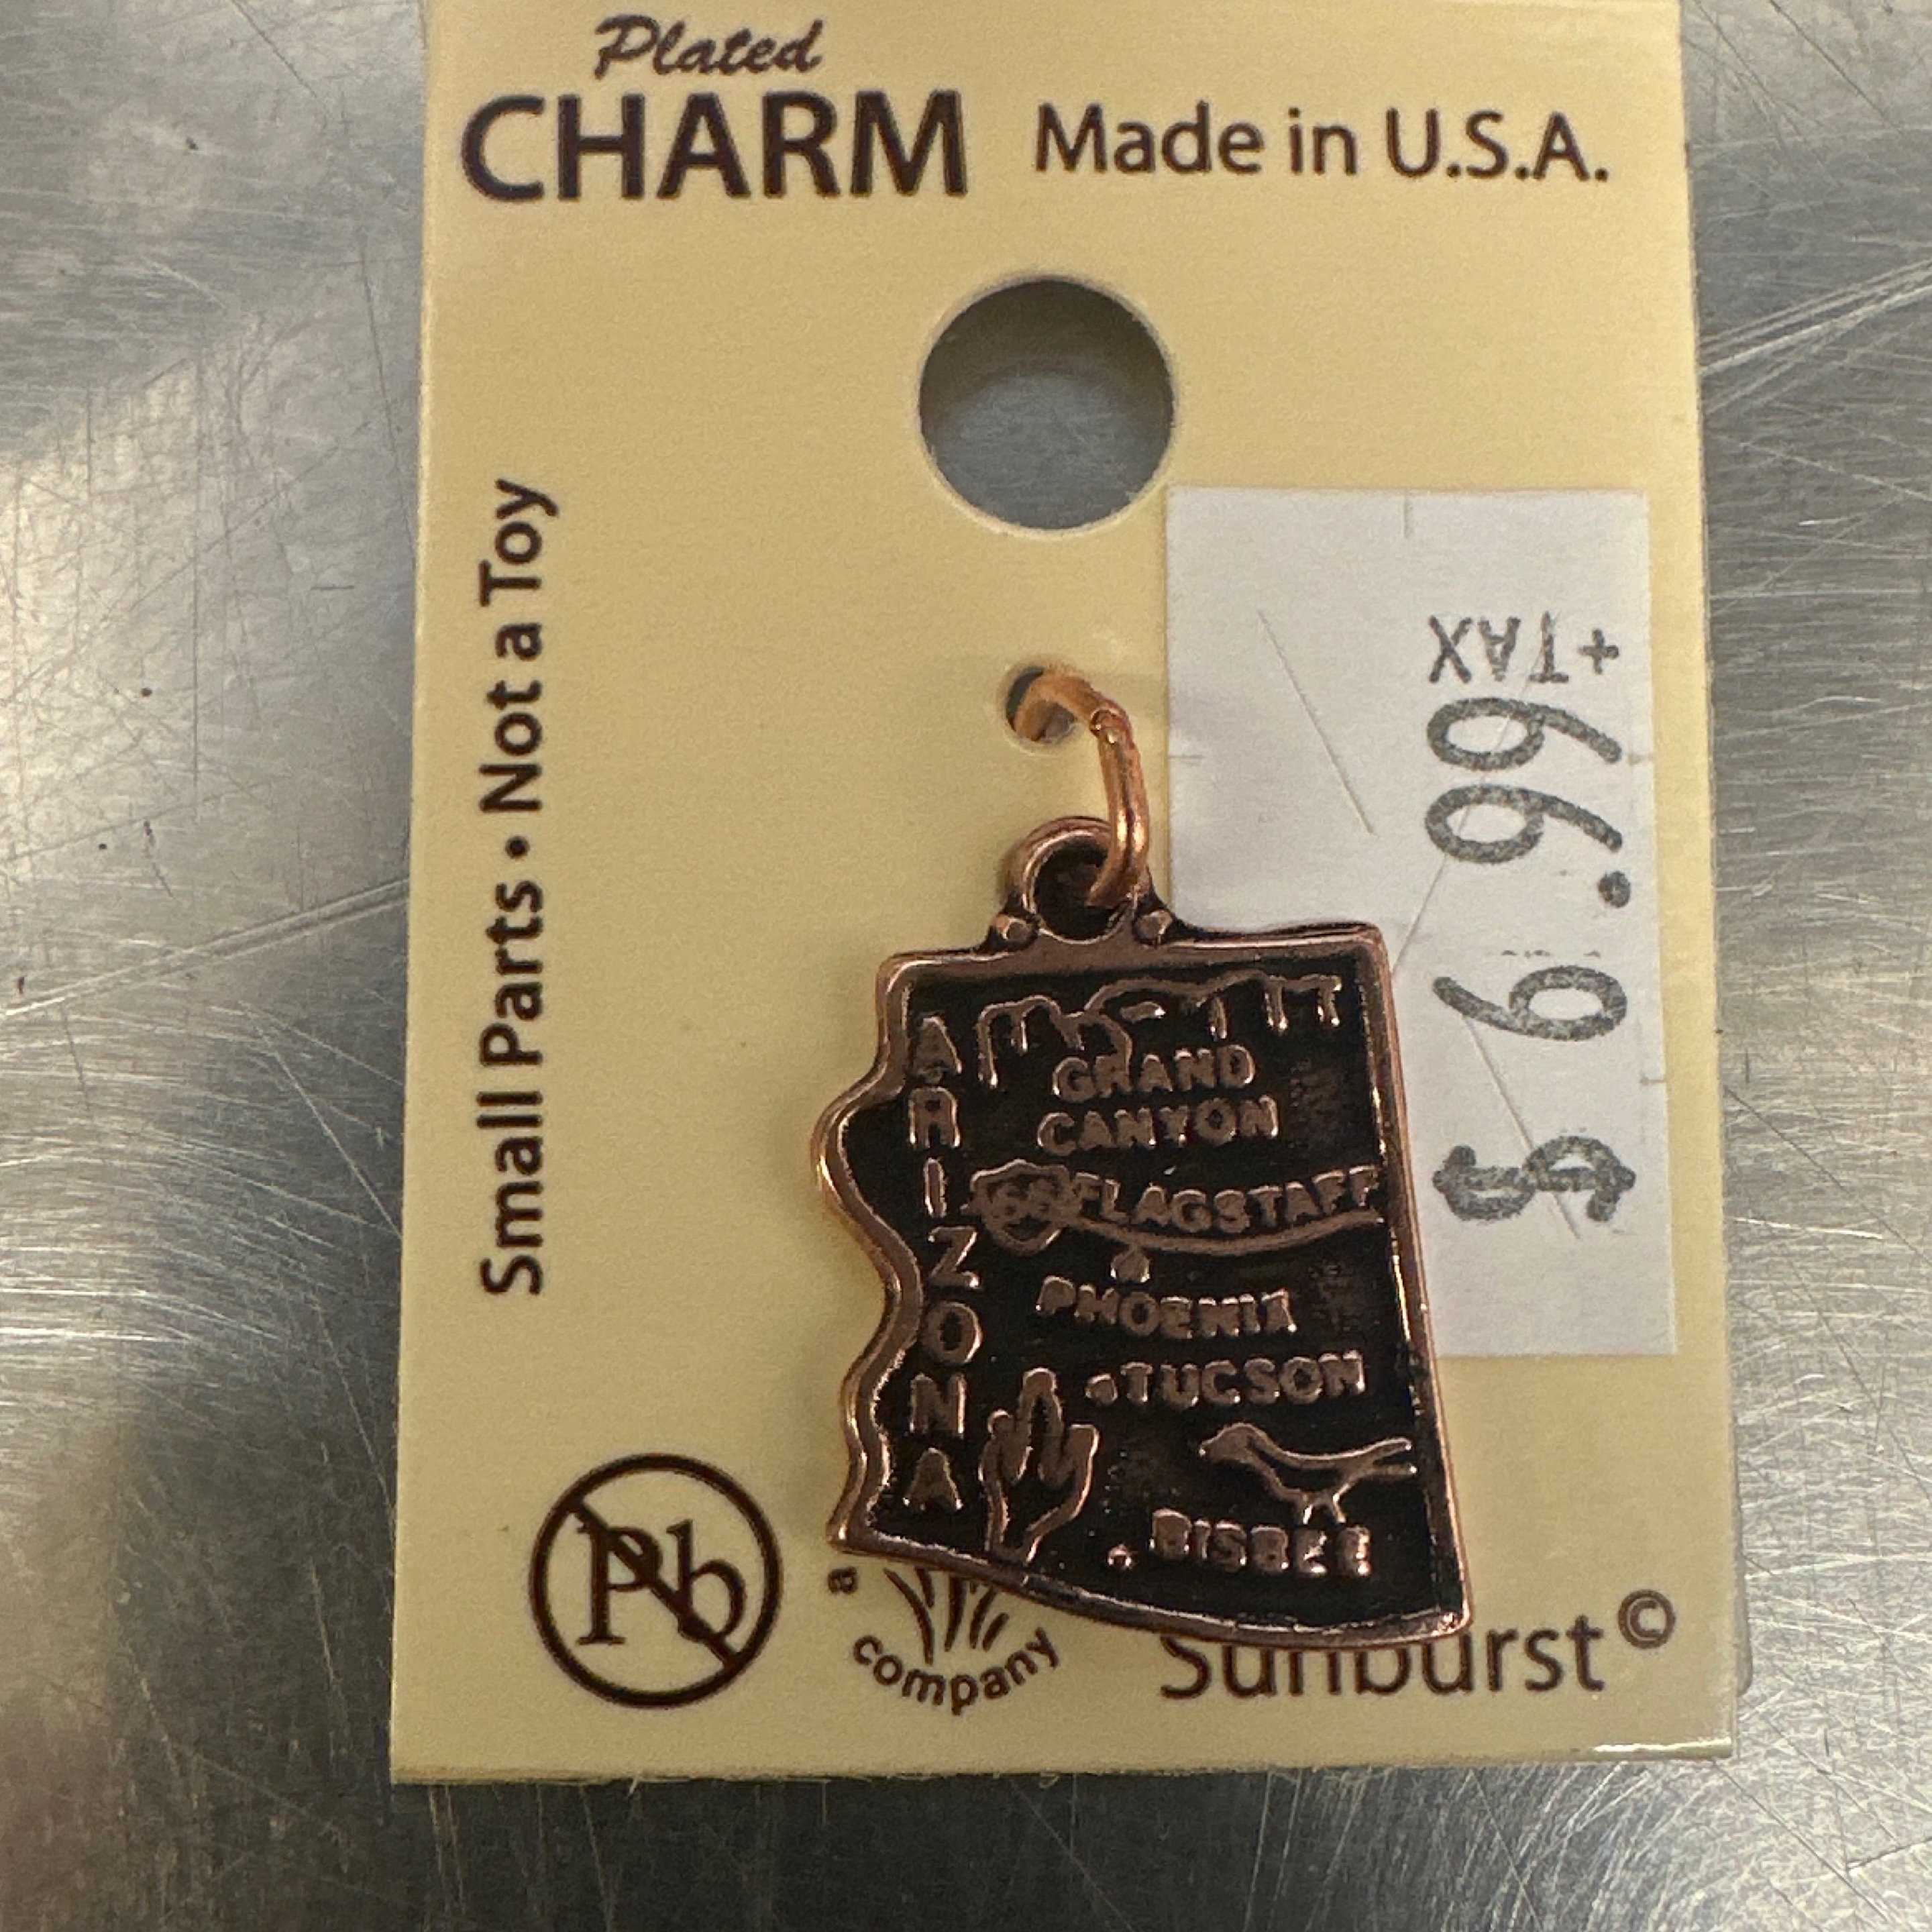 Plated
CHARM
Made in U.S.A.
Small Parts • Not a Toy
+TAX
$ 6.99
ARIZONA
GRAND
CANYON
66
FLAGSTAFF
PHOENIX
TUCSON
BISBEE
Pb
a
company
Sunburst©